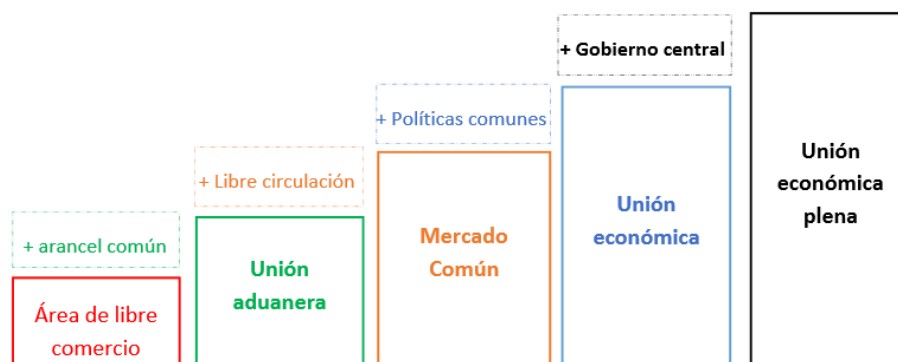 + arancel común
Área de libre
comercio
+ Libre circulación
Unión
aduanera
+ Políticas comunes
Mercado
Común
+ Gobierno central
Unión
económica
Unión
económica
plena